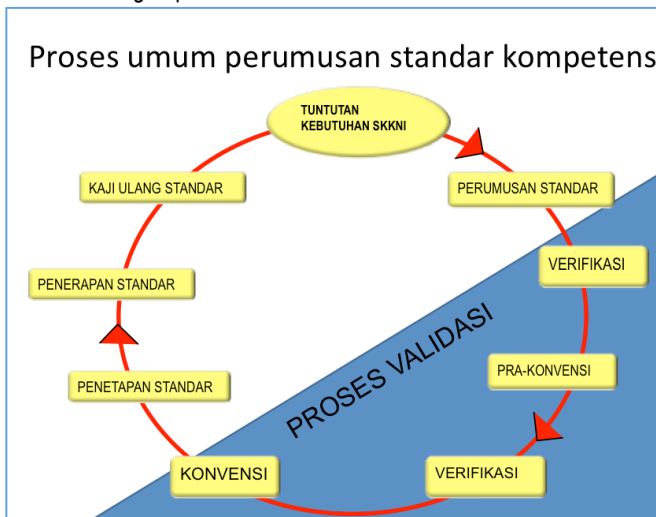 Proses umum perumusan standar kompetens
TUNTUTAN
KEBUTUHAN SKKNI
KAJI ULANG STANDAR
PERUMUSAN STANDAR
VERIFIKASI
PENERAPAN STANDAR
PROSES VALIDASI
PRA-KONVENSI
PENETAPAN STANDAR
KONVENSI
VERIFIKASI